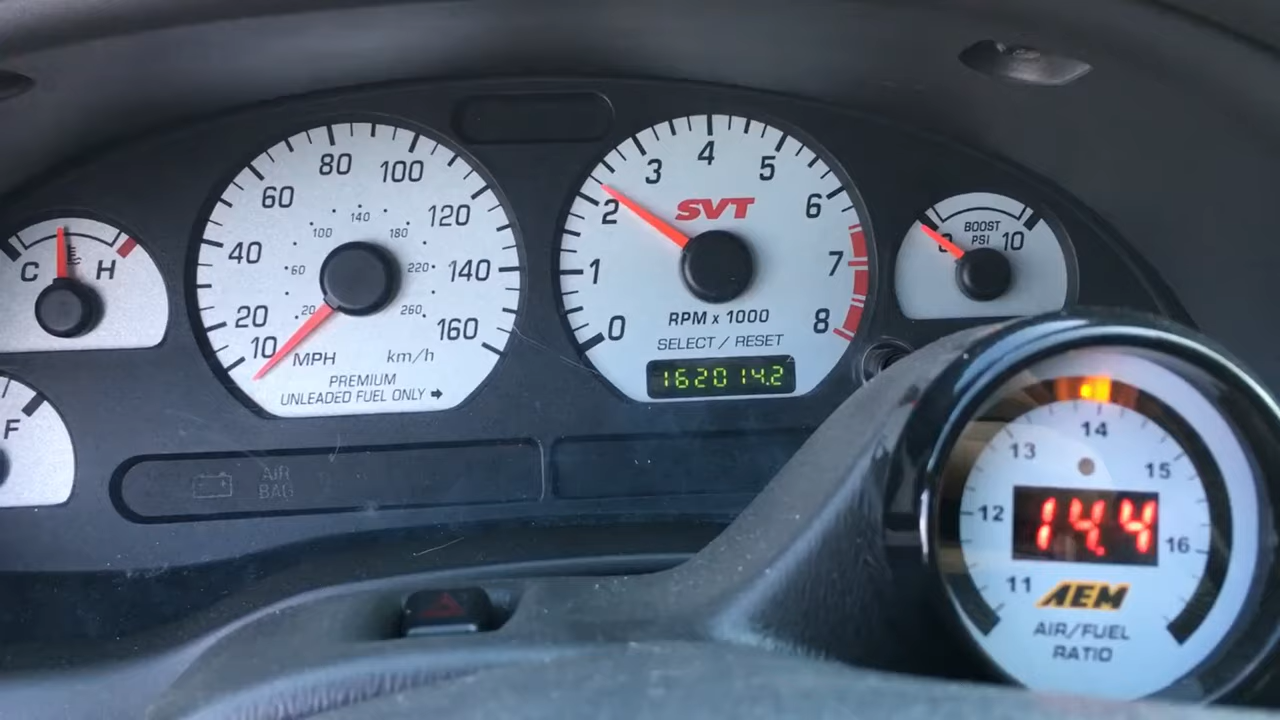 C
H
F
10
20
40
60
80
100
120
140
160
20
60
100
140
180
220
260
MPH
km/h
PREMIUM
UNLEADED FUEL ONLY
AIR
BAG
0
1
2
3
4
5
6
7
8
SVT
RPM x 1000
SELECT / RESET
162014.2
BOOST
PSI
10
11
12
13
14
15
16
14.4
AEM
AIR/FUEL
RATIO